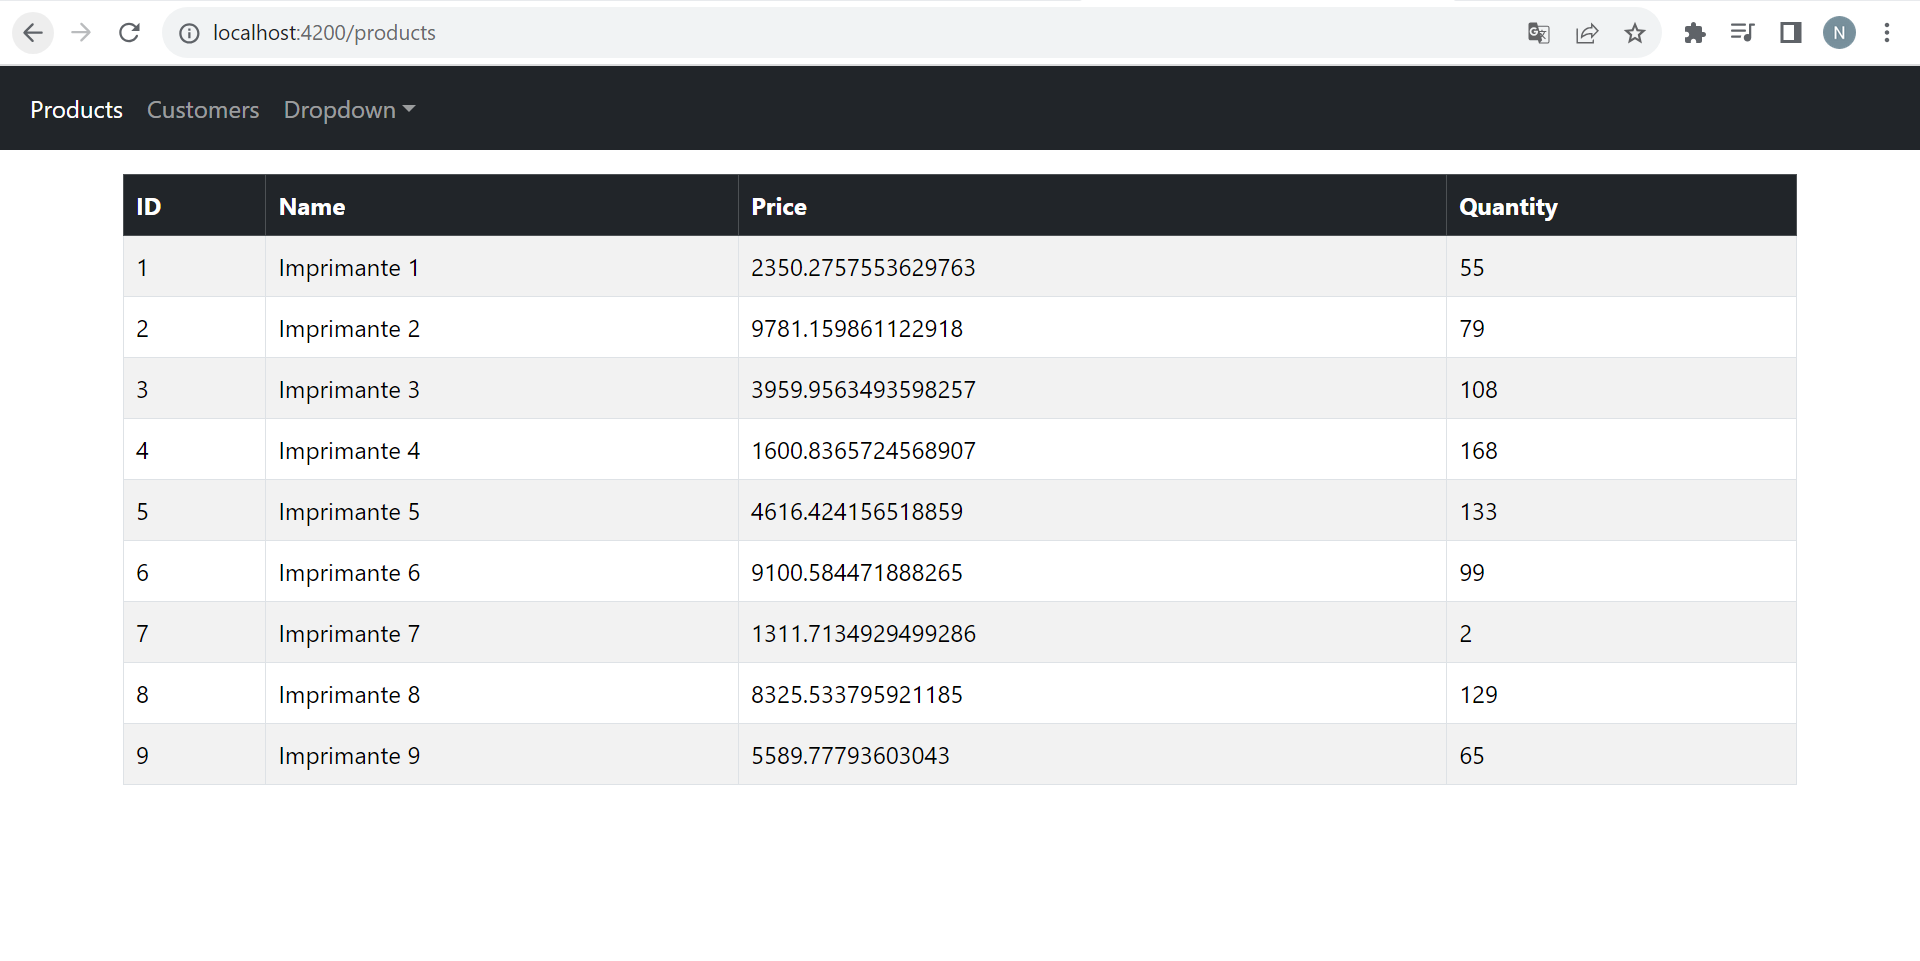 localhost:4200/products
N
Products Customers Dropdown
ID Name Price Quantity
1 Imprimante 1 2350.2757553629763 55
2 Imprimante 2 9781.159861122918 79
3 Imprimante 3 3959.9563493598257 108
4 Imprimante 4 1600.8365724568907 168
5 Imprimante 5 4616.424156518859 133
6 Imprimante 6 9100.584471888265 99
7 Imprimante 7 1311.7134929499286 2
8 Imprimante 8 8325.533795921185 129
9 Imprimante 9 5589.77793603043 65